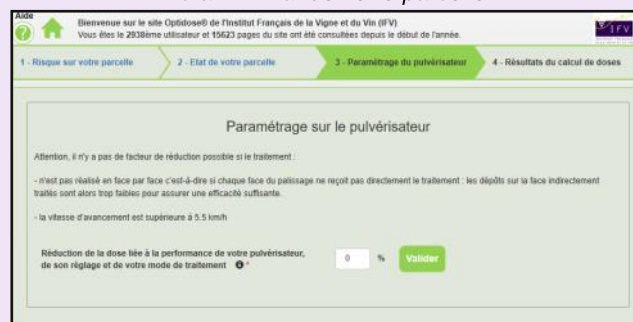 Aide
Bienvenue sur le site Optidose® de l'Institut Français de la Vigne et du Vin (IFV)
Vous êtes le 2938ème utilisateur et 15623 pages du site ont été consultées depuis le début de l'année.
IFV
1 - Risque sur votre parcelle
2 - Etat de votre parcelle
3 - Paramétrage du pulvérisateur
4 - Résultats du calcul de doses
Paramétrage sur le pulvérisateur
Attention, il n'y a pas de facteur de réduction possible si le traitement :
- n'est pas réalisé en face par face c'est-à-dire si chaque face du palissage ne reçoit pas directement le traitement : les dépôts sur la face indirectement
traités sont alors trop faibles pour assurer une efficacité suffisante.
- la vitesse d'avancement est supérieure à 5.5 km/h
Réduction de la dose liée à la performance de votre pulvérisateur,
de son réglage et de votre mode de traitement *
0 % Valider